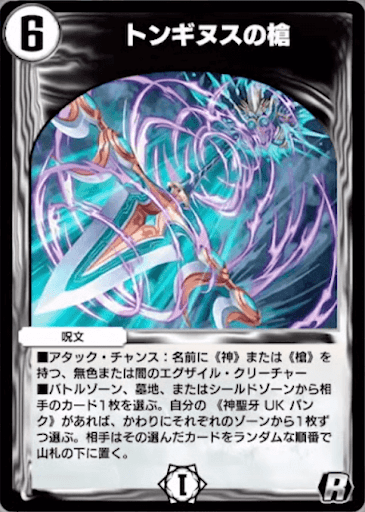 6
トンギヌスの槍
呪文
■アタック・チャンス：名前に《神》または《槍》を
持つ、無色または闇のエグザイル・クリーチャー
■バトルゾーン、墓地、またはシールドゾーンから相
手のカード1枚を選ぶ。自分の《神聖牙 UK パン
ク》があれば、かわりにそれぞれのゾーンから1枚ず
つ選ぶ。相手はその選んだカードをランダムな順番で
山札の下に置く。
I
R